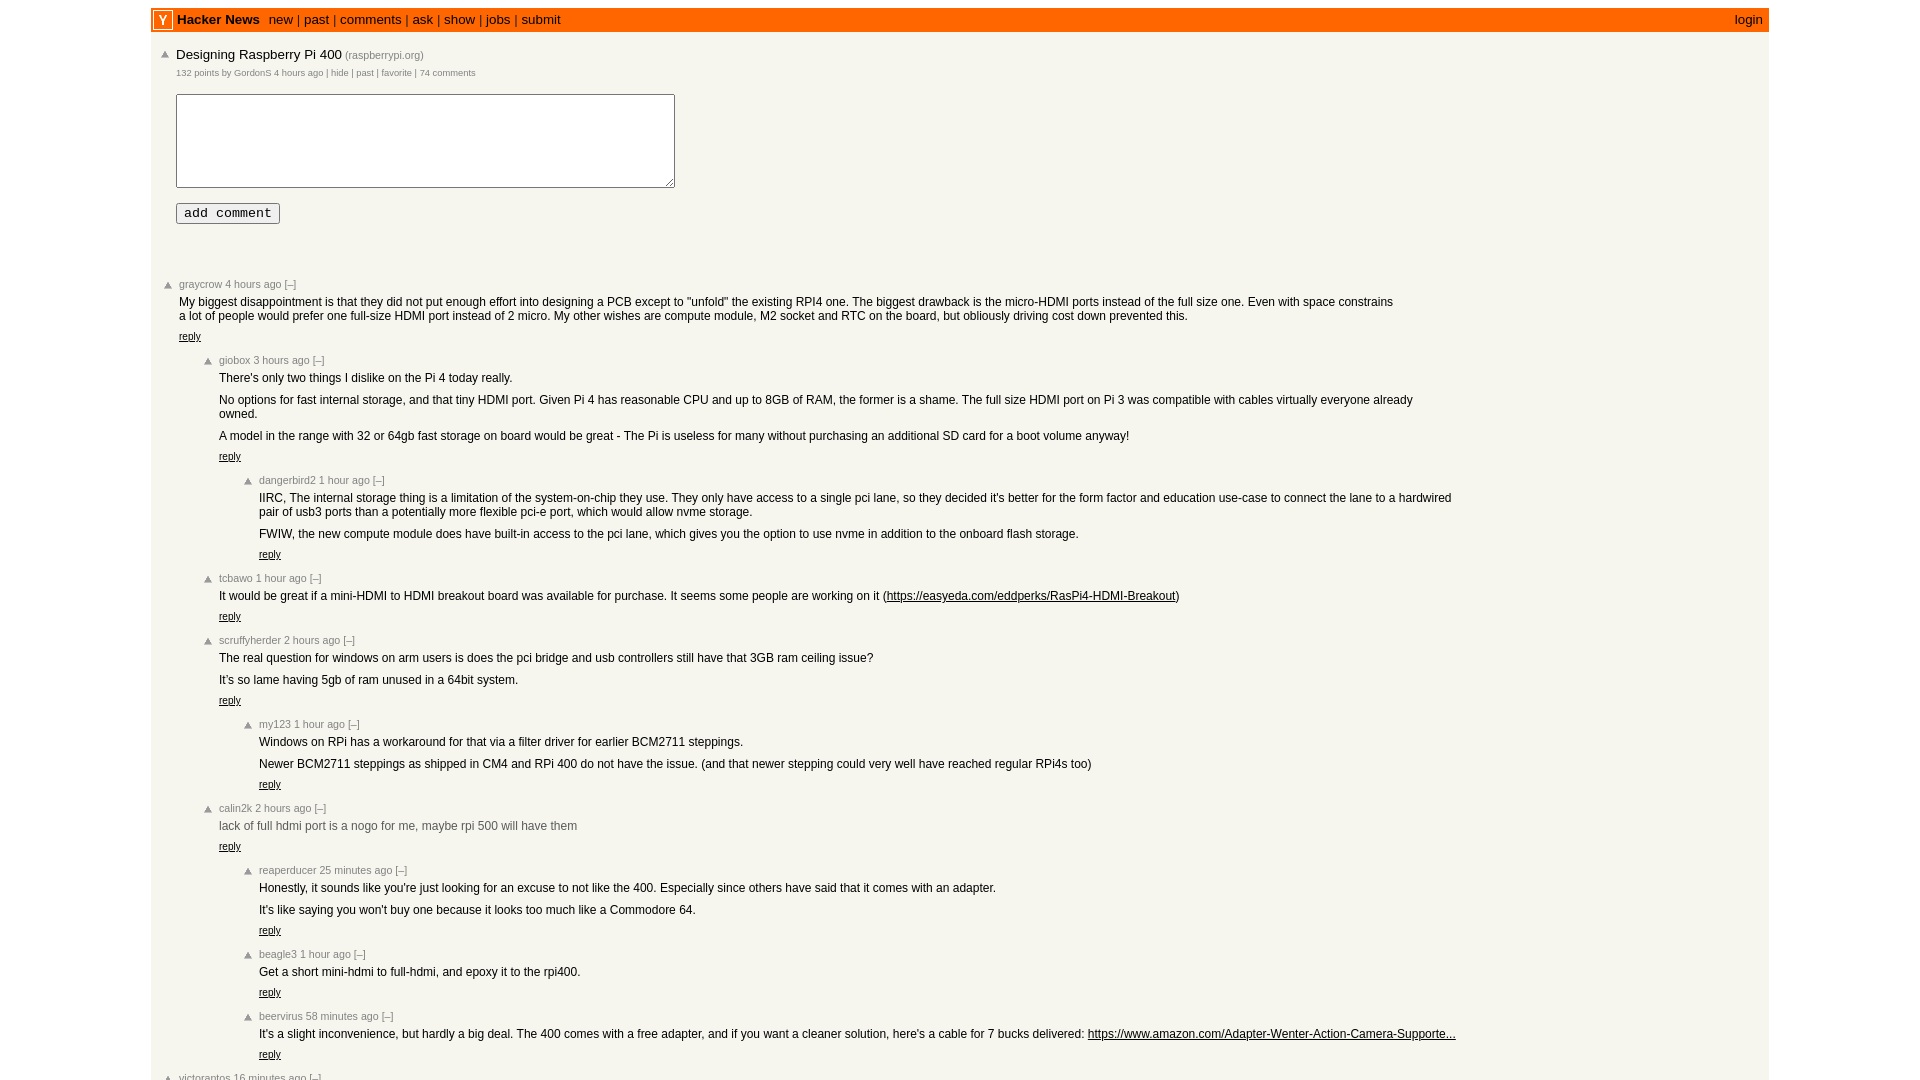 Y Hacker News new | past | comments | ask | show | jobs | submit login
Designing Raspberry Pi 400 (raspberrypi.org)
132 points by GordonS 4 hours ago | hide | past | favorite | 74 comments
add comment
graycrow 4 hours ago [–]
My biggest disappointment is that they did not put enough effort into designing a PCB except to "unfold" the existing RPI4 one. The biggest drawback is the micro-HDMI ports instead of the full size one. Even with space constrains
a lot of people would prefer one full-size HDMI port instead of 2 micro. My other wishes are compute module, M2 socket and RTC on the board, but obliously driving cost down prevented this.
reply
giobox 3 hours ago [–]
There's only two things I dislike on the Pi 4 today really.
No options for fast internal storage, and that tiny HDMI port. Given Pi 4 has reasonable CPU and up to 8GB of RAM, the former is a shame. The full size HDMI port on Pi 3 was compatible with cables virtually everyone already
owned.
A model in the range with 32 or 64gb fast storage on board would be great - The Pi is useless for many without purchasing an additional SD card for a boot volume anyway!
reply
dangerbird2 1 hour ago [–]
IIRC, The internal storage thing is a limitation of the system-on-chip they use. They only have access to a single pci lane, so they decided it's better for the form factor and education use-case to connect the lane to a hardwired
pair of usb3 ports than a potentially more flexible pci-e port, which would allow nvme storage.
FWIW, the new compute module does have built-in access to the pci lane, which gives you the option to use nvme in addition to the onboard flash storage.
reply
tcbawo 1 hour ago [–]
It would be great if a mini-HDMI to HDMI breakout board was available for purchase. It seems some people are working on it (https://easyeda.com/eddperks/RasPi4-HDMI-Breakout)
reply
scruffyherder 2 hours ago [–]
The real question for windows on arm users is does the pci bridge and usb controllers still have that 3GB ram ceiling issue?
It's so lame having 5gb of ram unused in a 64bit system.
reply
my123 1 hour ago [–]
Windows on RPi has a workaround for that via a filter driver for earlier BCM2711 steppings.
Newer BCM2711 steppings as shipped in CM4 and RPi 400 do not have the issue. (and that newer stepping could very well have reached regular RPi4s too)
reply
calin2k 2 hours ago [–]
lack of full hdmi port is a nogo for me, maybe rpi 500 will have them
reply
reaperducer 25 minutes ago [–]
Honestly, it sounds like you're just looking for an excuse to not like the 400. Especially since others have said that it comes with an adapter.
It's like saying you won't buy one because it looks too much like a Commodore 64.
reply
beagle3 1 hour ago [–]
Get a short mini-hdmi to full-hdmi, and epoxy it to the rpi400.
reply
beervirus 58 minutes ago [–]
It's a slight inconvenience, but hardly a big deal. The 400 comes with a free adapter, and if you want a cleaner solution, here's a cable for 7 bucks delivered: https://www.amazon.com/Adapter-Wenter-Action-Camera-Supporte...
reply
victorantos 16 minutes ago [–]